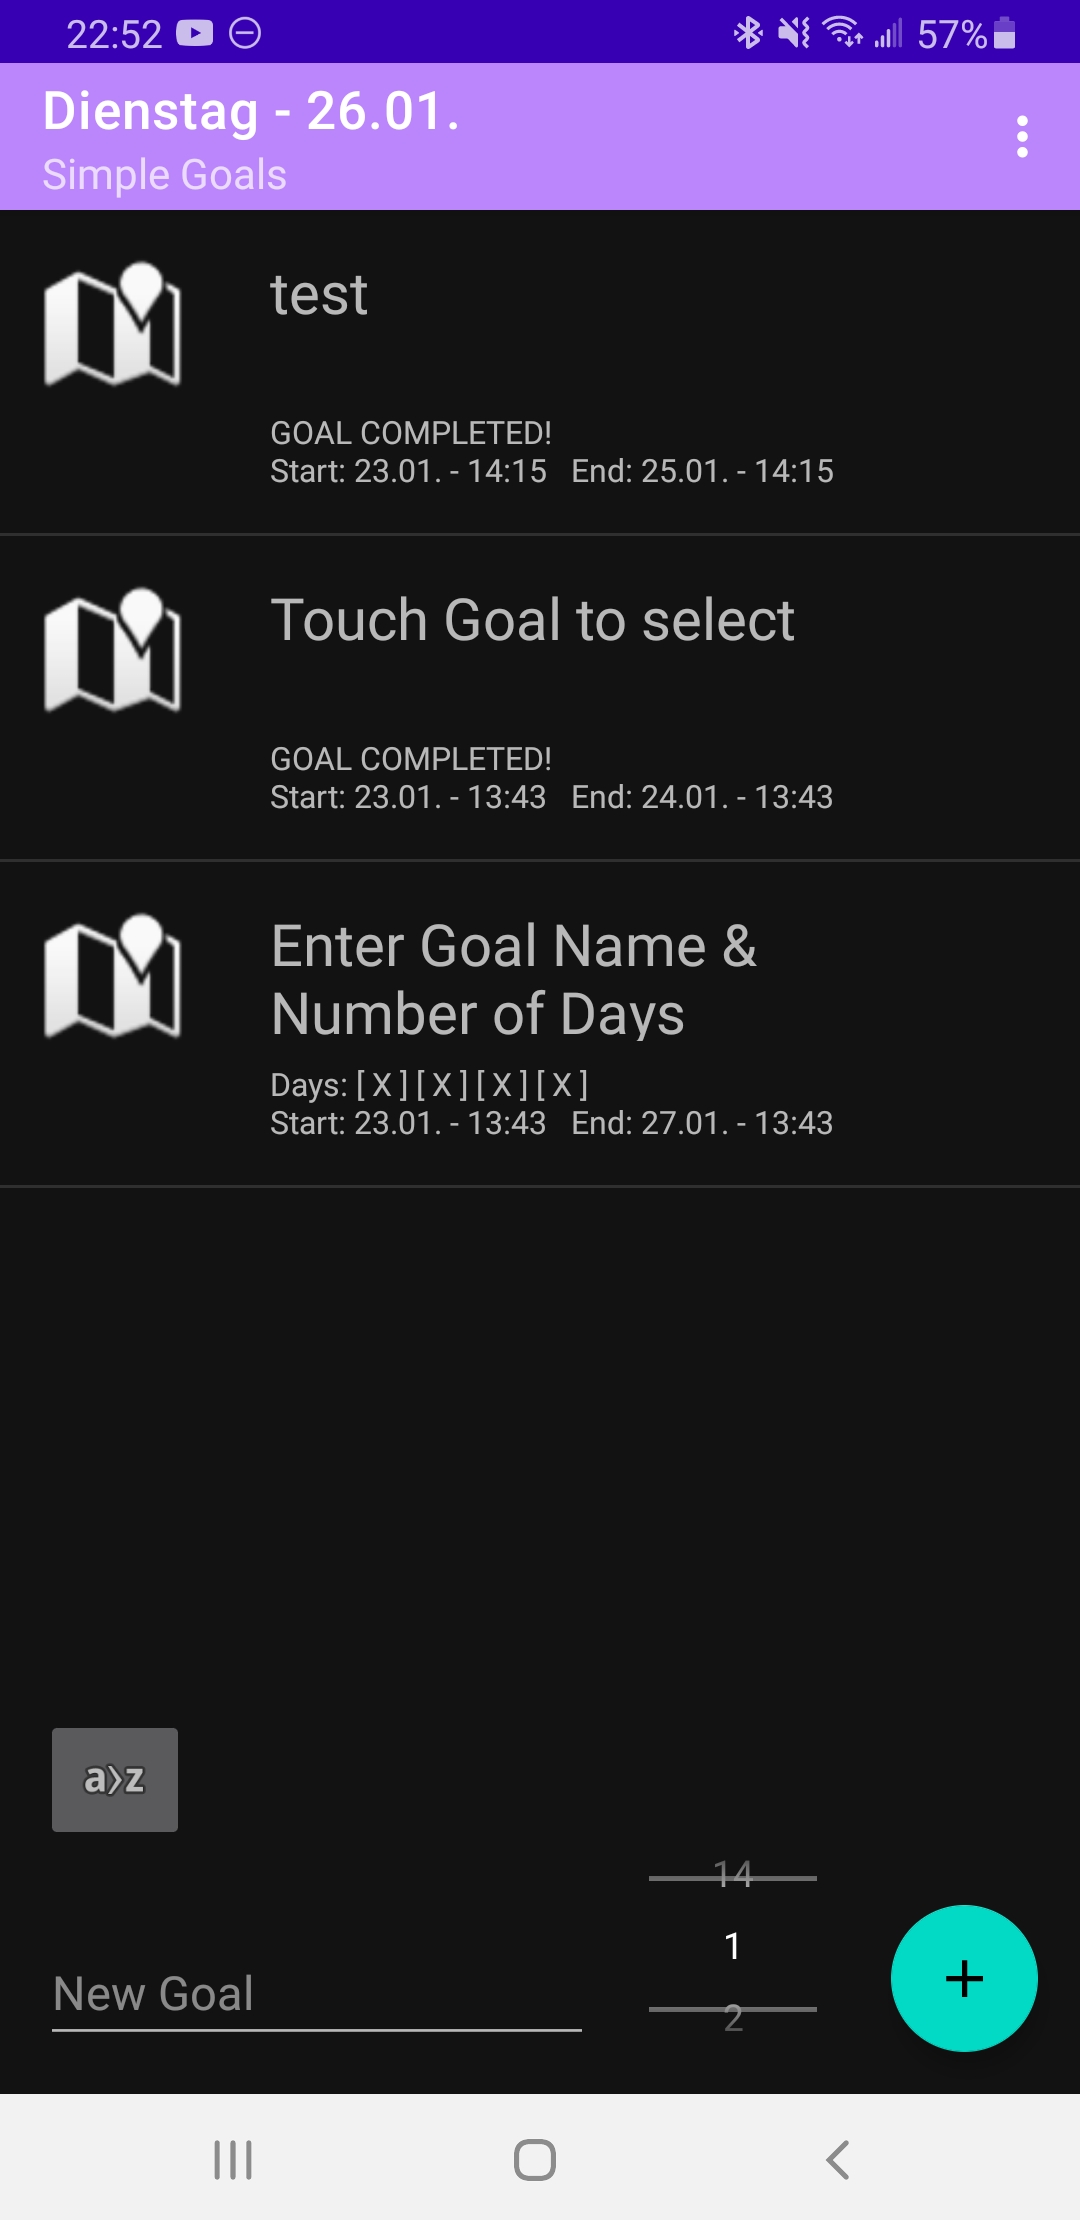 22:52
57%
Dienstag - 26.01.
Simple Goals
test
GOAL COMPLETED!
Start: 23.01. - 14:15   End: 25.01. - 14:15
Touch Goal to select
GOAL COMPLETED!
Start: 23.01. - 13:43   End: 24.01. - 13:43
Enter Goal Name &
Number of Days
Days: [ X ] [ X ] [ X ] [ X ]
Start: 23.01. - 13:43   End: 27.01. - 13:43
a>z
14
1
New Goal
2
+